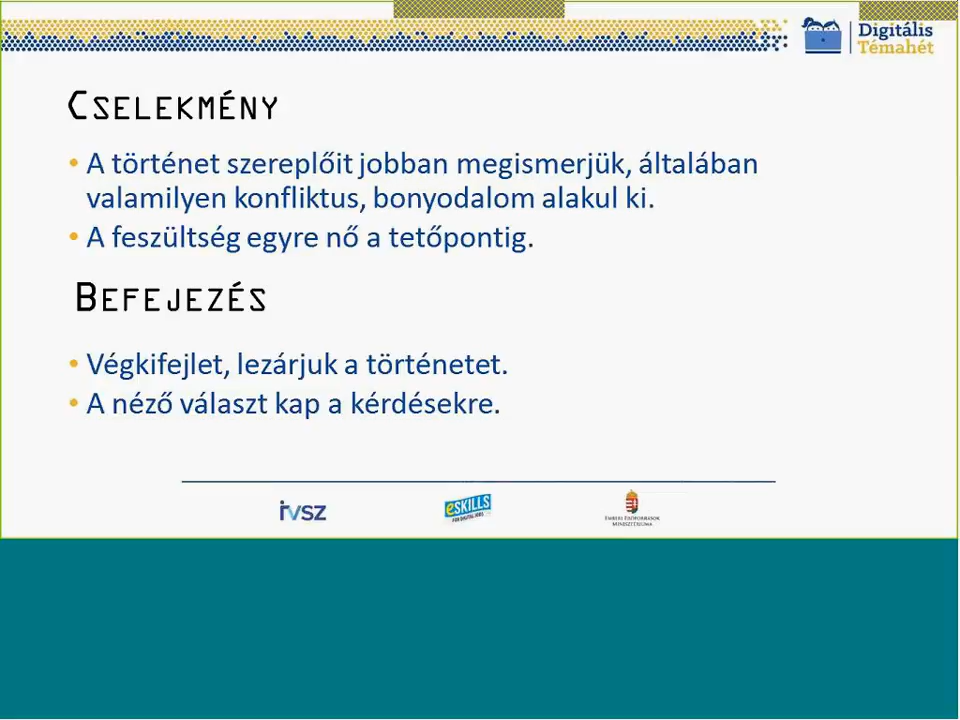 Digitális
Témahét
CSELEKMÉNY
• A történet szereplőit jobban megismerjük, általában
valamilyen konfliktus, bonyodalom alakul ki.
• A feszültség egyre nő a tetőpontig.
BEFEJEZÉS
• Végkifejlet, lezárjuk a történetet.
• A néző választ kap a kérdésekre.
IVSZ
eSKILLS
FOR DIGITAL JOBS
EMBERI ERŐFORRÁSOK
MINISZTÉRIUMA